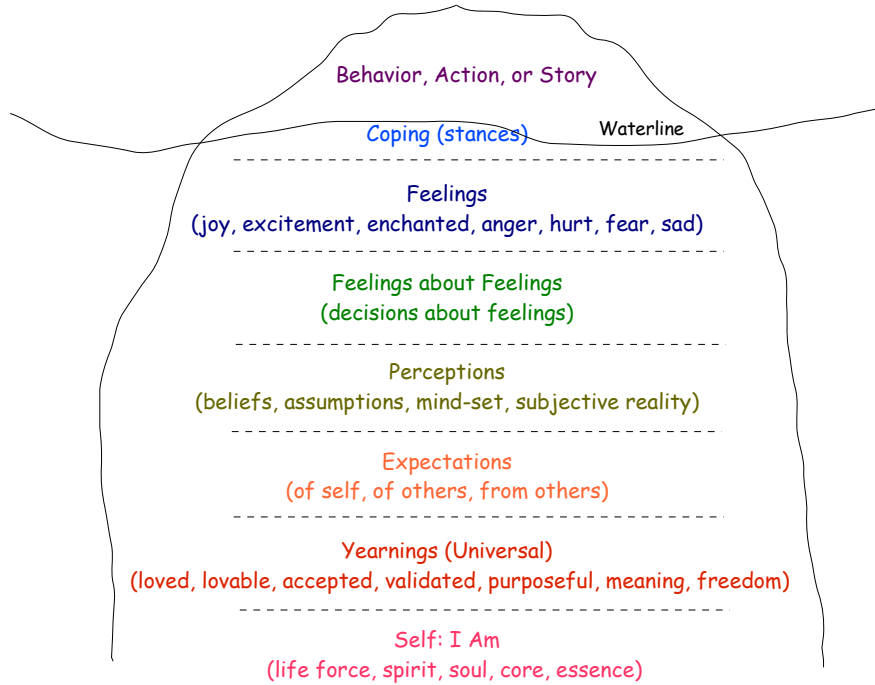 Behavior, Action, or Story
Waterline
Coping (stances)
Feelings
(joy, excitement, enchanted, anger, hurt, fear, sad)
Feelings about Feelings
(decisions about feelings)
Perceptions
(beliefs, assumptions, mind-set, subjective reality)
Expectations
(of self, of others, from others)
Yearnings (Universal)
(loved, lovable, accepted, validated, purposeful, meaning, freedom)
Self: I Am
(life force, spirit, soul, core, essence)